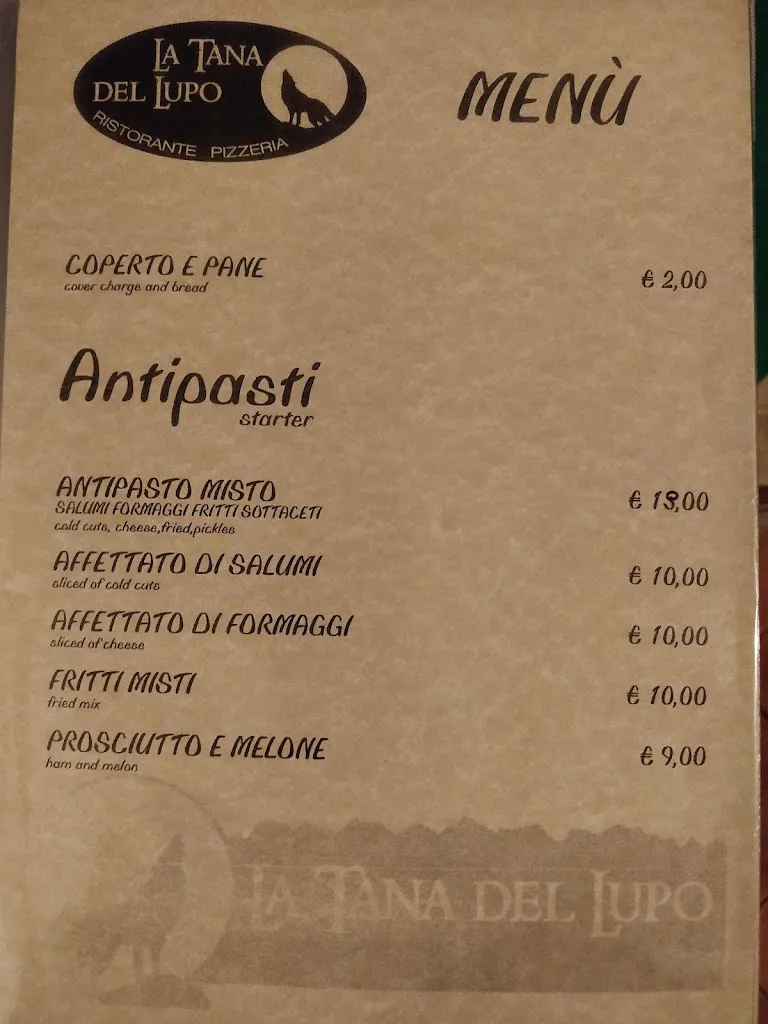 LA TANA
DEL LUPO
RISTORANTE PIZZERIA
MENÙ
COPERTO E PANE € 2,00
cover charge and bread
Antipasti
starter
ANTIPASTO MISTO
SALUMI FORMAGGI FRITTI SOTTACETI €
cold cuts, cheese,fried,pickles
AFFETTATO DI SALUMI € 10,00
sliced of cold cuts
AFFETTATO DI FORMAGGI € 10,00
sliced of cheese
FRITTI MISTI € 10,00
fried mix
PROSCIUTTO E MELONE € 9,00
ham and melon
LA TANA DEL LUPO